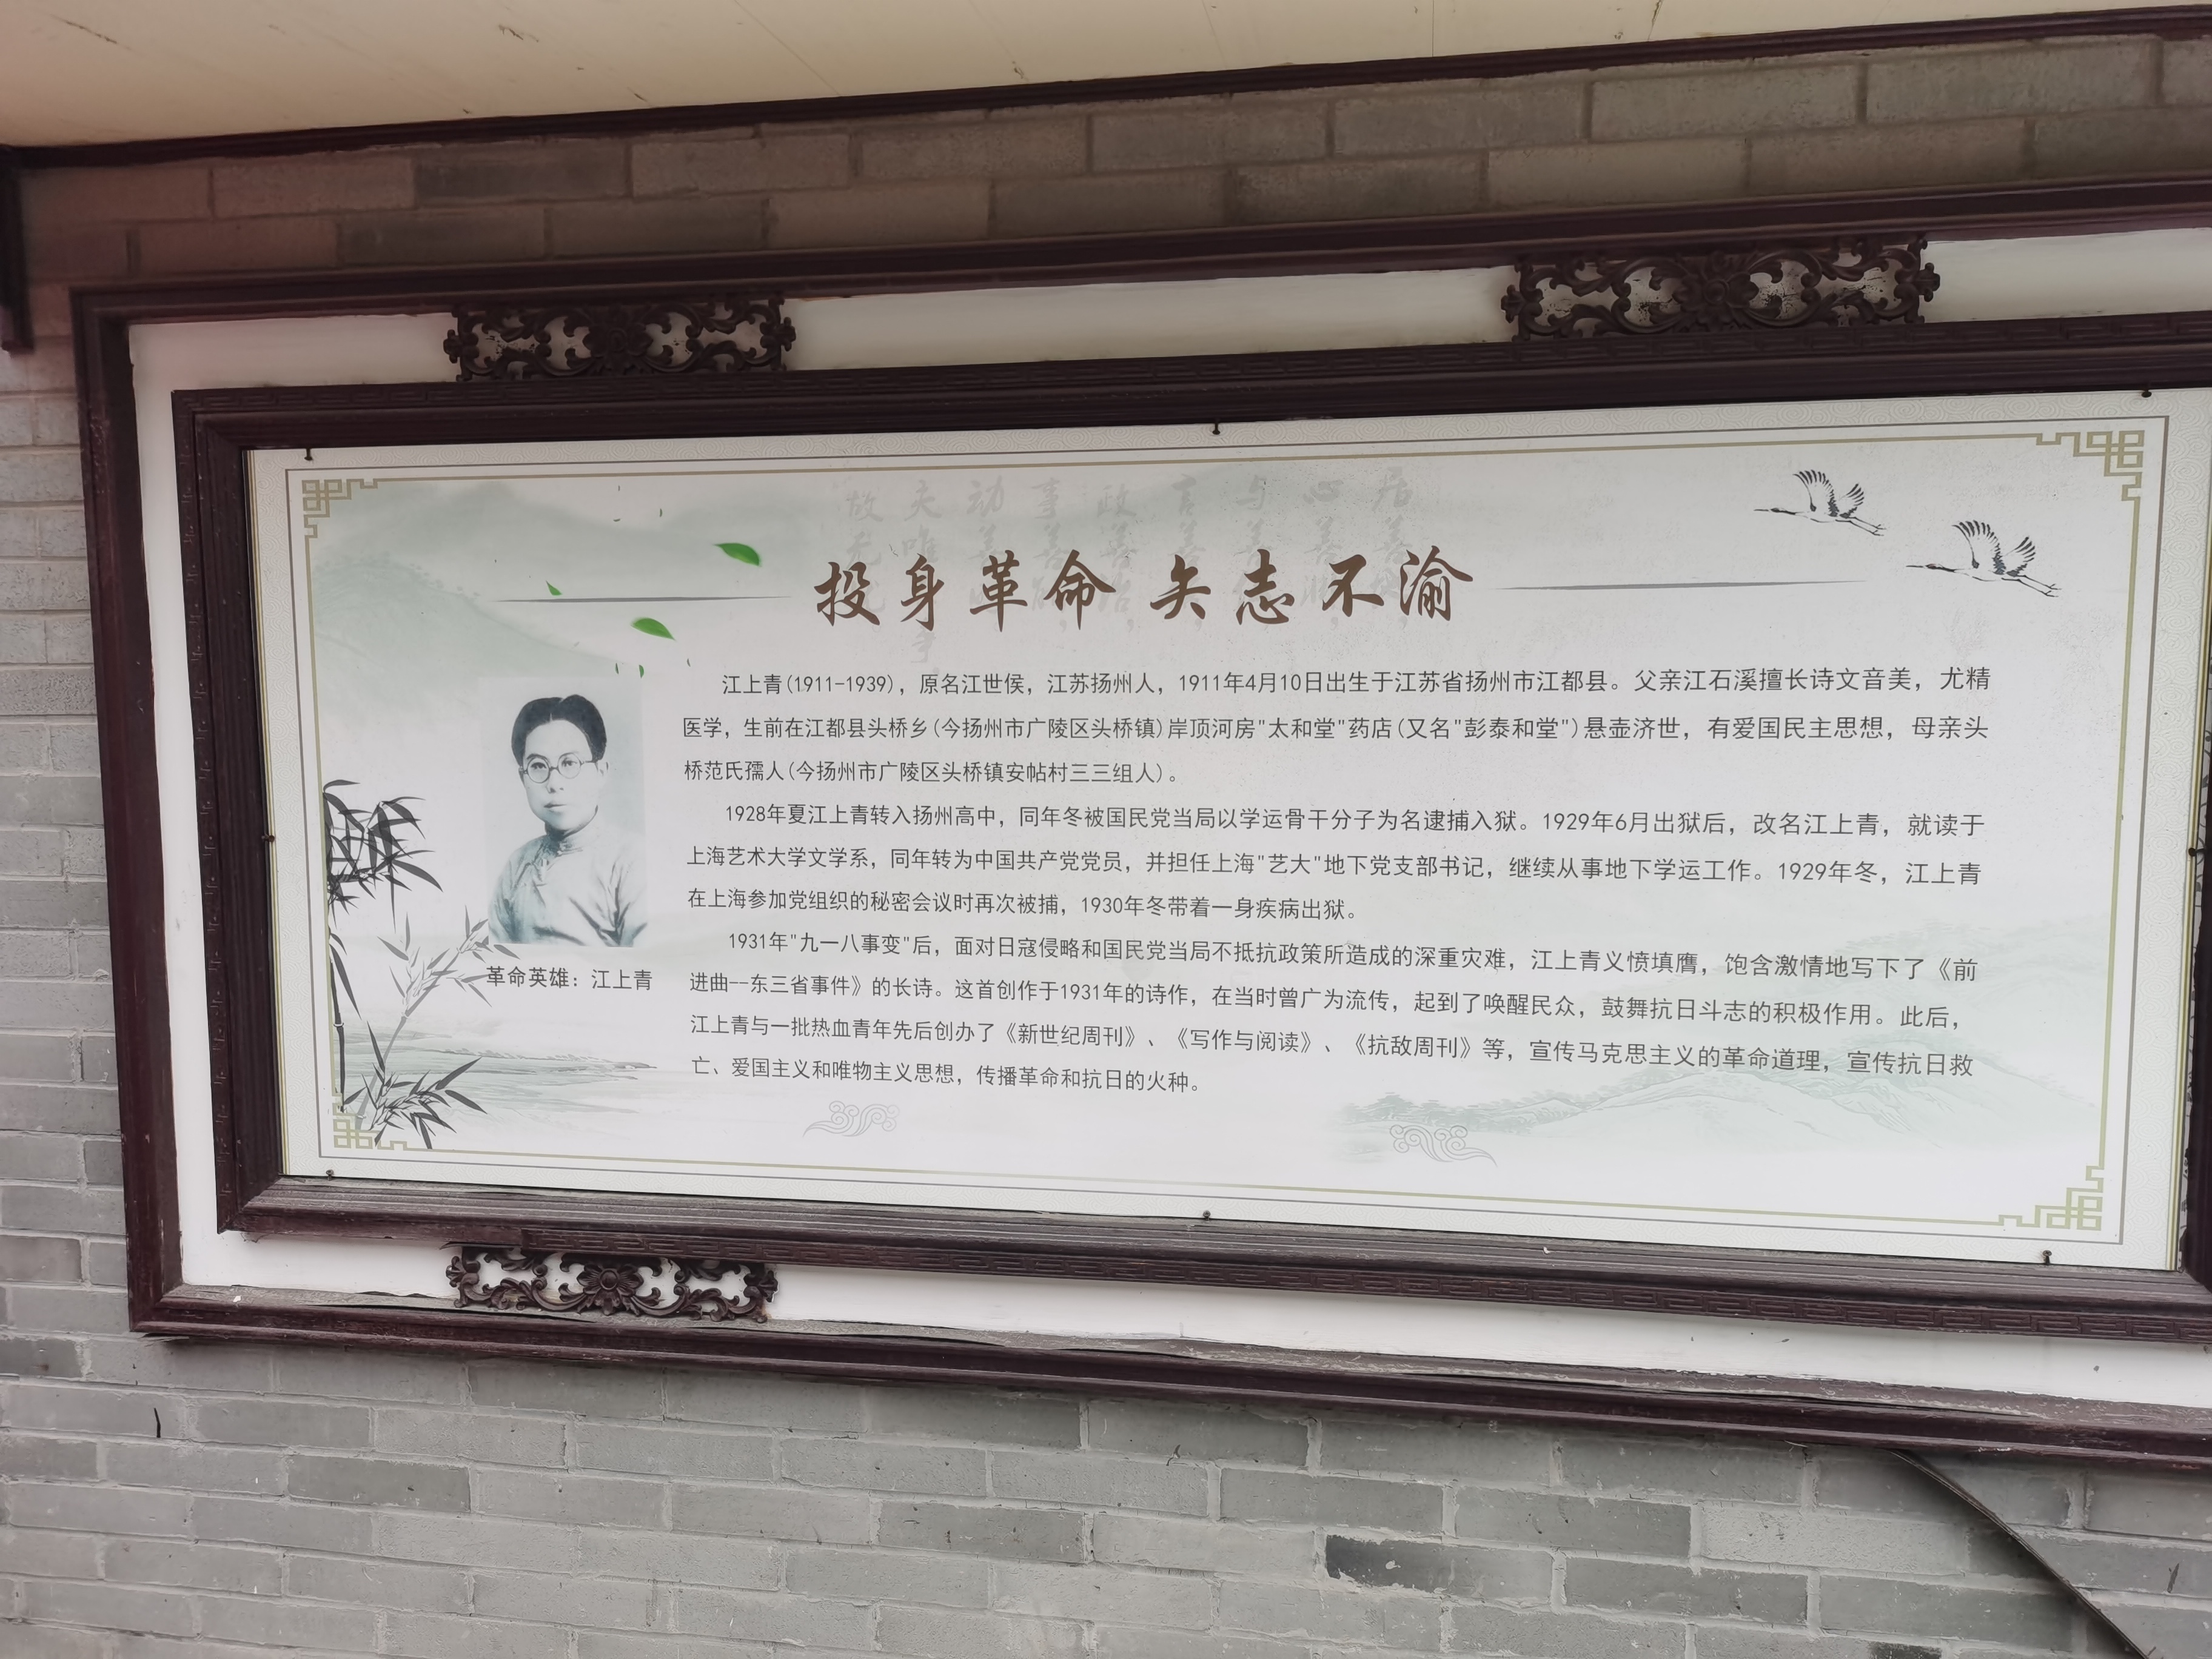 投身革命 矢志不渝
江上青(1911-1939)，原名江世侯，江苏扬州人，1911年4月10日出生于江苏省扬州市江都县。父亲江石溪擅长诗文音美，尤精
医学，生前在江都县头桥乡(今扬州市广陵区头桥镇)岸顶河房"太和堂"药店(又名"彭泰和堂")悬壶济世，有爱国民主思想，母亲头
桥范氏孺人(今扬州市广陵区头桥镇安帖村三三组人)。
1928年夏江上青转入扬州高中，同年冬被国民党当局以学运骨干分子为名逮捕入狱。1929年6月出狱后，改名江上青，就读于
上海艺术大学文学系，同年转为中国共产党党员，并担任上海"艺大"地下党支部书记，继续从事地下学运工作。1929年冬，江上青
在上海参加党组织的秘密会议时再次被捕，1930年冬带着一身疾病出狱。
1931年"九一八事变"后，面对日寇侵略和国民党当局不抵抗政策所造成的深重灾难，江上青义愤填膺，饱含激情地写下了《前
进曲--东三省事件》的长诗。这首创作于1931年的诗作，在当时曾广为流传，起到了唤醒民众，鼓舞抗日斗志的积极作用。此后，
江上青与一批热血青年先后创办了《新世纪周刊》、《写作与阅读》、《抗敌周刊》等，宣传马克思主义的革命道理，宣传抗日救
亡、爱国主义和唯物主义思想，传播革命和抗日的火种。
革命英雄：江上青